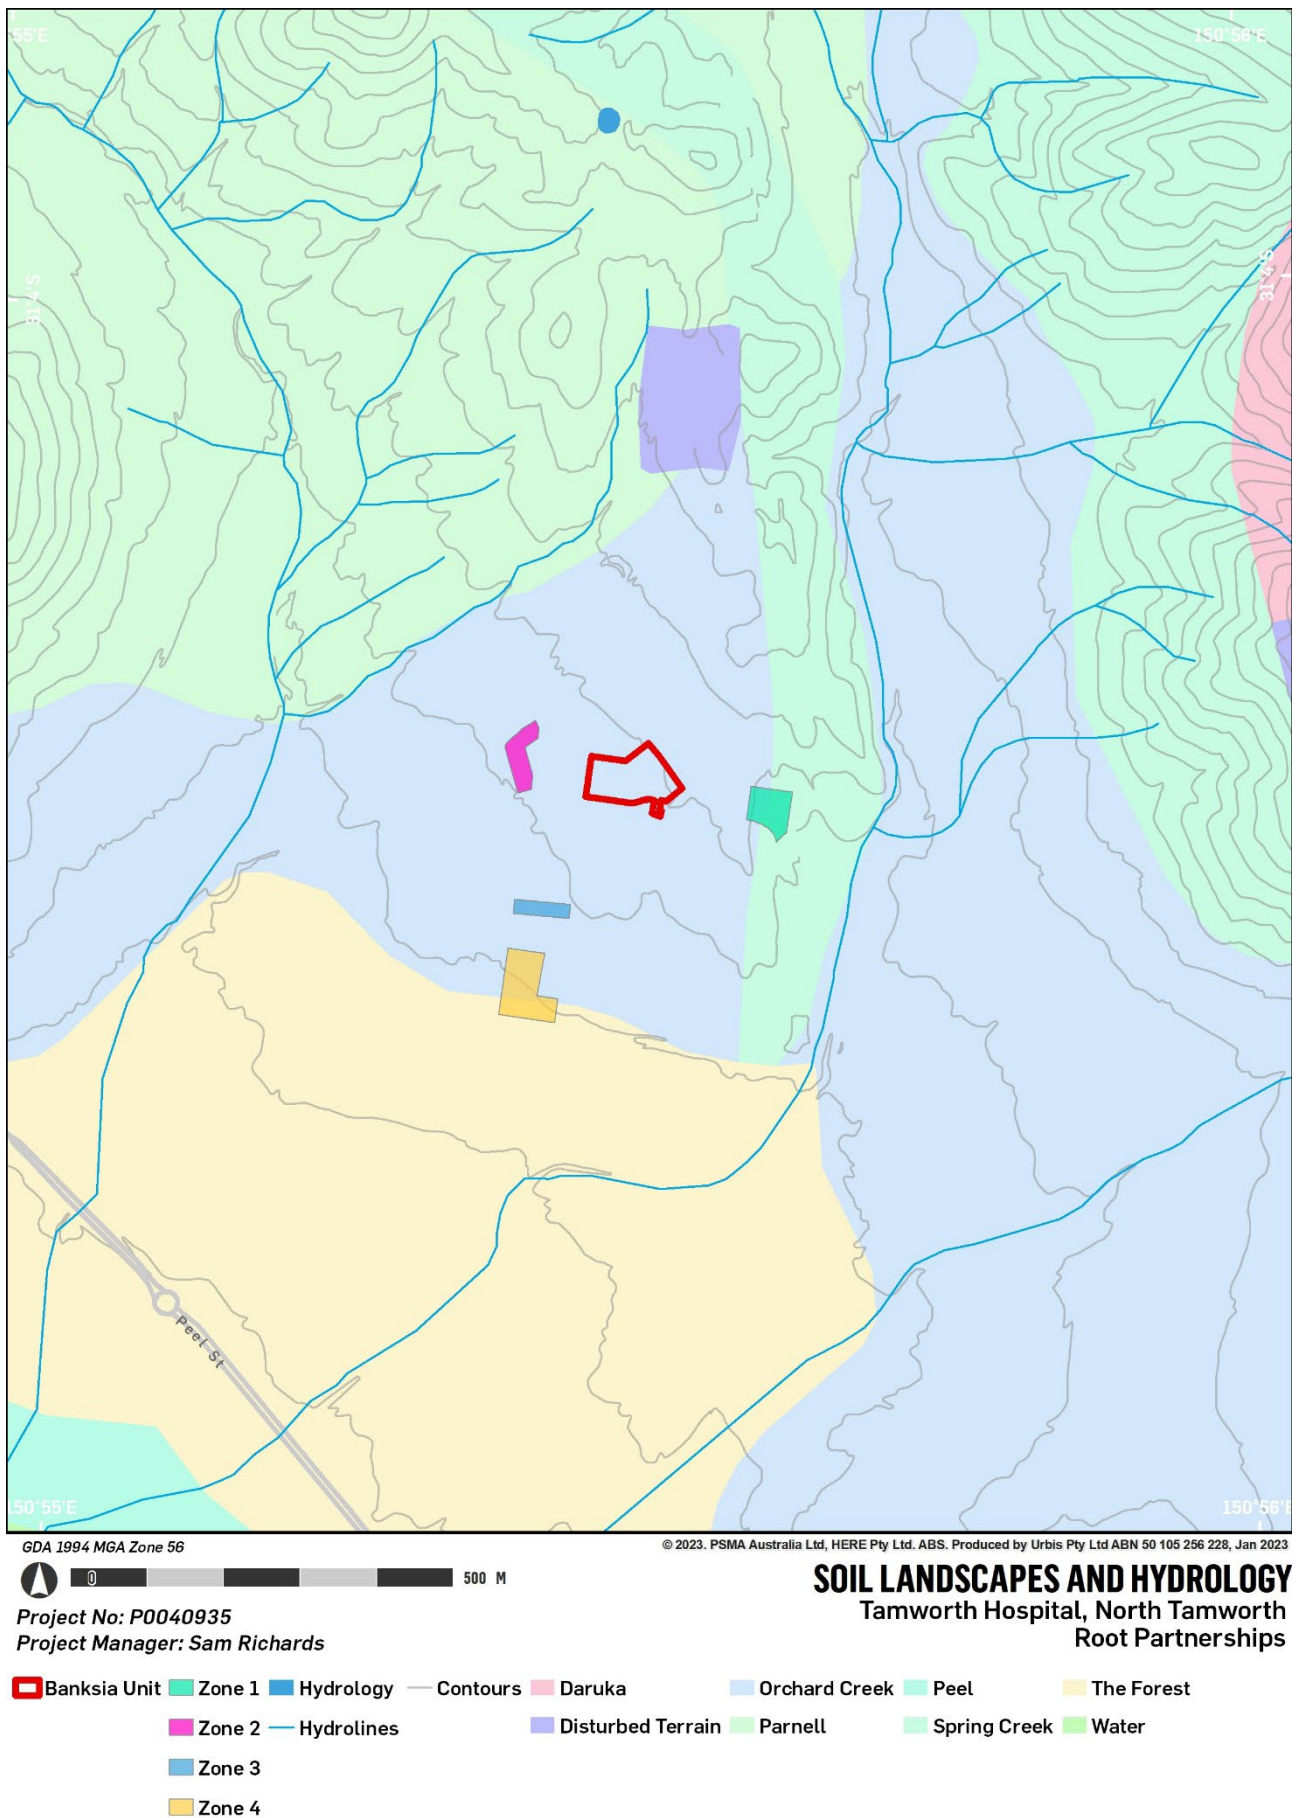 55'E
150°56'E
31°4'S
31°4'S
Peel St
150°55'E
150°56'E
GDA 1994 MGA Zone 56
© 2023. PSMA Australia Ltd, HERE Pty Ltd. ABS. Produced by Urbis Pty Ltd ABN 50 105 256 228, Jan 2023
0
500 M
SOIL LANDSCAPES AND HYDROLOGY
Tamworth Hospital, North Tamworth
Root Partnerships
Project No: P0040935
Project Manager: Sam Richards
Banksia Unit Zone 1 Hydrology Contours Daruka Orchard Creek Peel The Forest
Zone 2 Hydrolines Disturbed Terrain Parnell Spring Creek Water
Zone 3
Zone 4